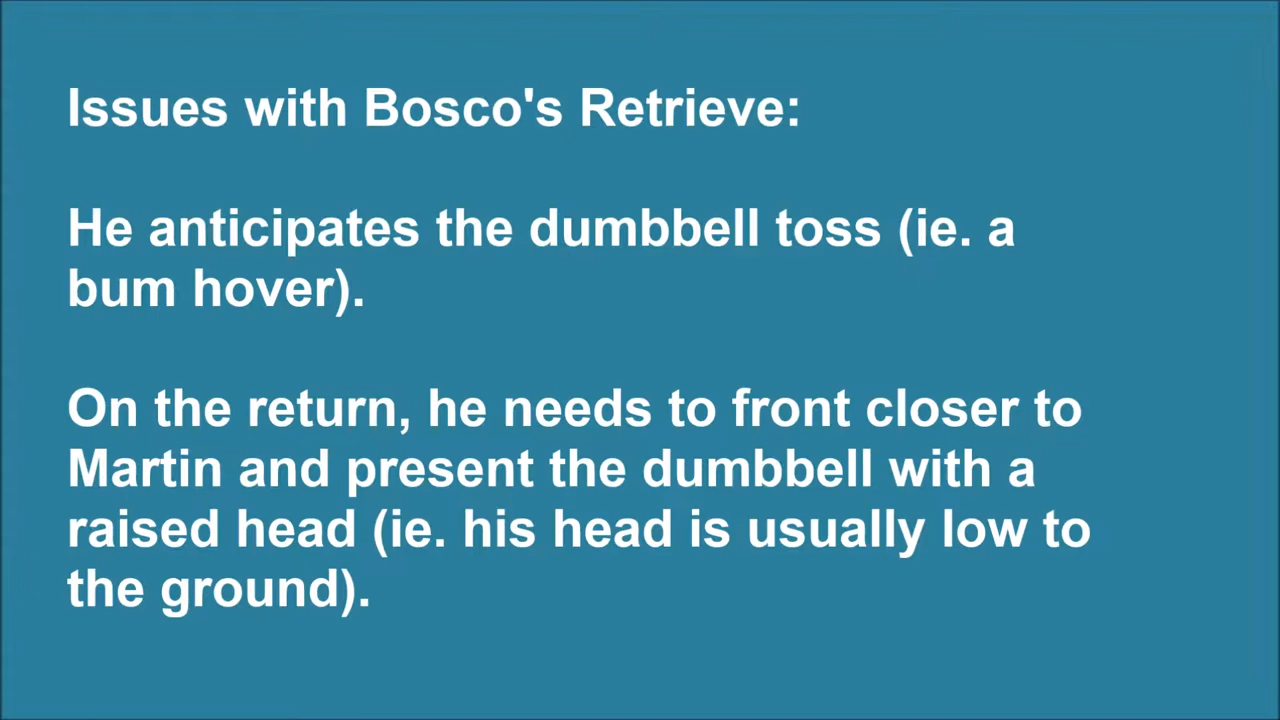 Issues with Bosco's Retrieve:
He anticipates the dumbbell toss (ie. a
bum hover).
On the return, he needs to front closer to
Martin and present the dumbbell with a
raised head (ie. his head is usually low to
the ground).